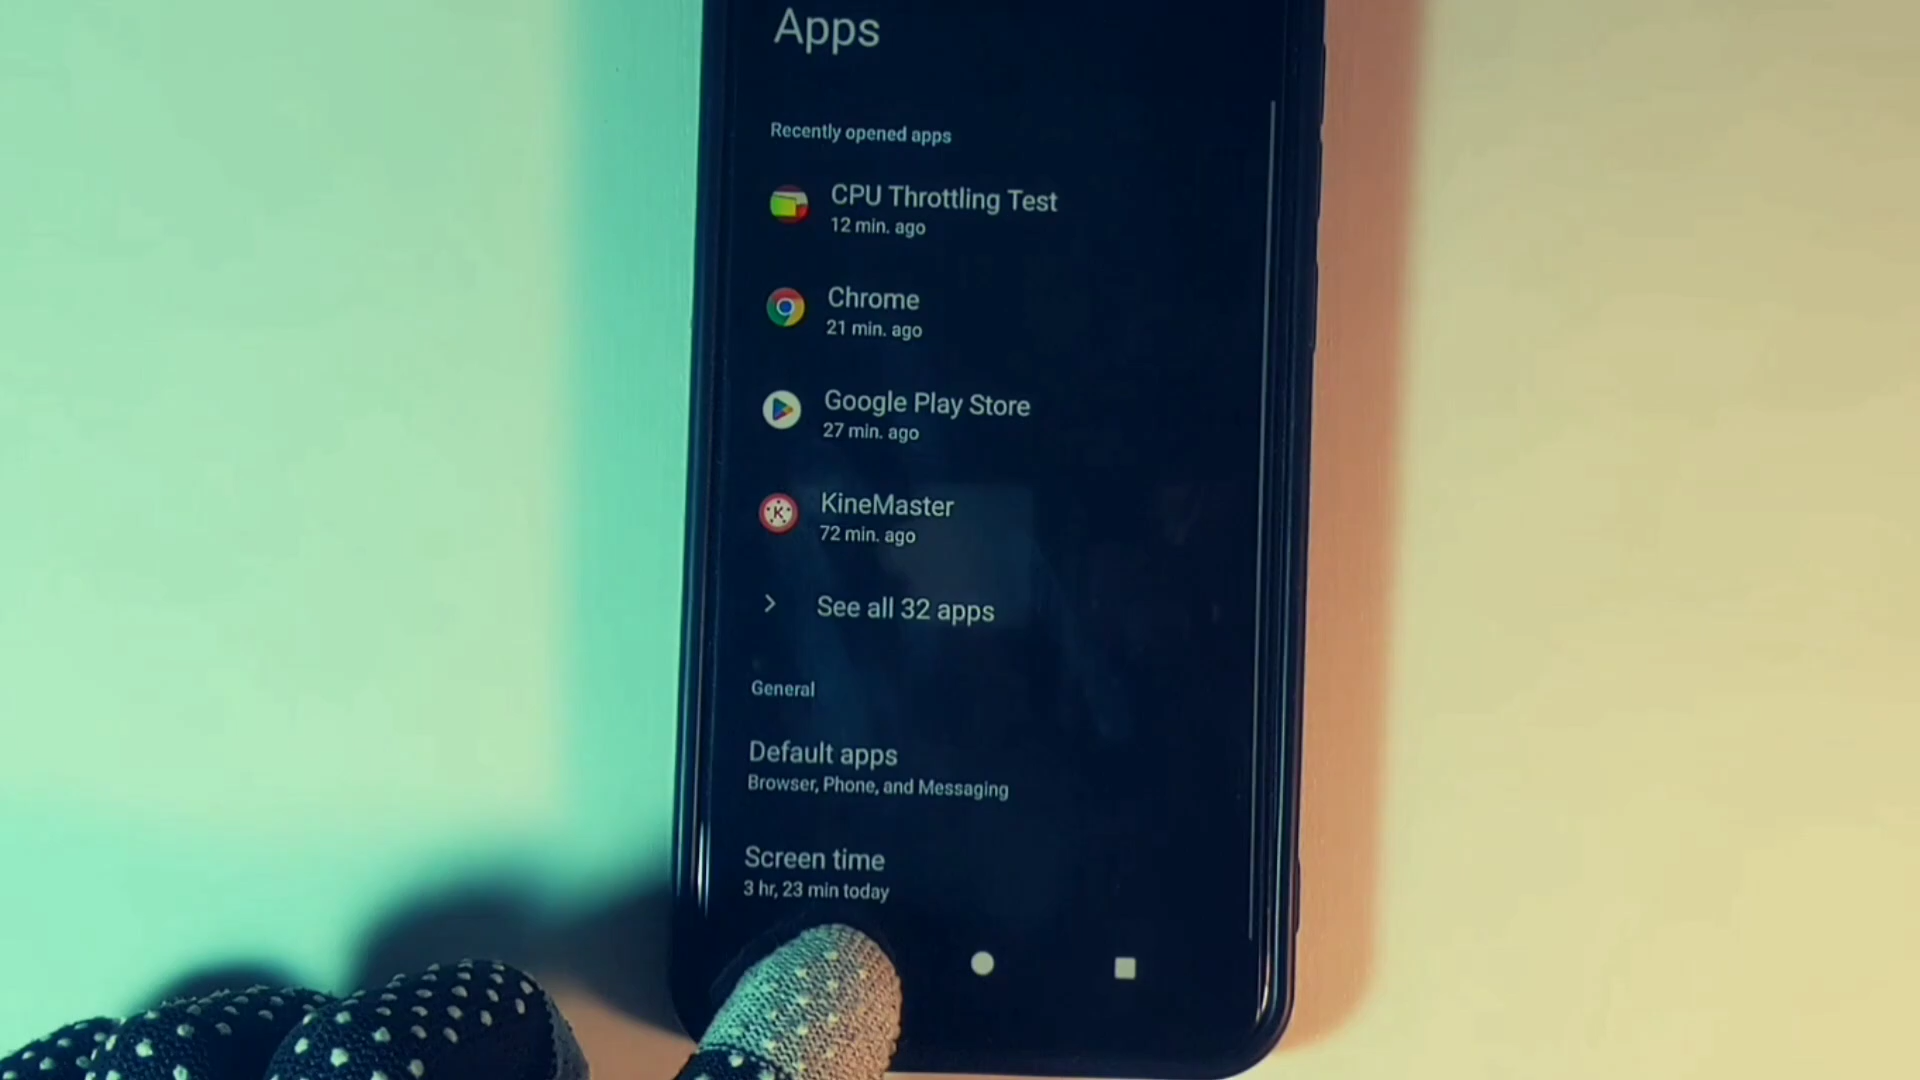 Apps
Recently opened apps
CPU Throttling Test
12 min. ago
Chrome
21 min. ago
Google Play Store
27 min. ago
K
KineMaster
72 min. ago
See all 32 apps
General
Default apps
Browser, Phone, and Messaging
Screen time
3 hr, 23 min today